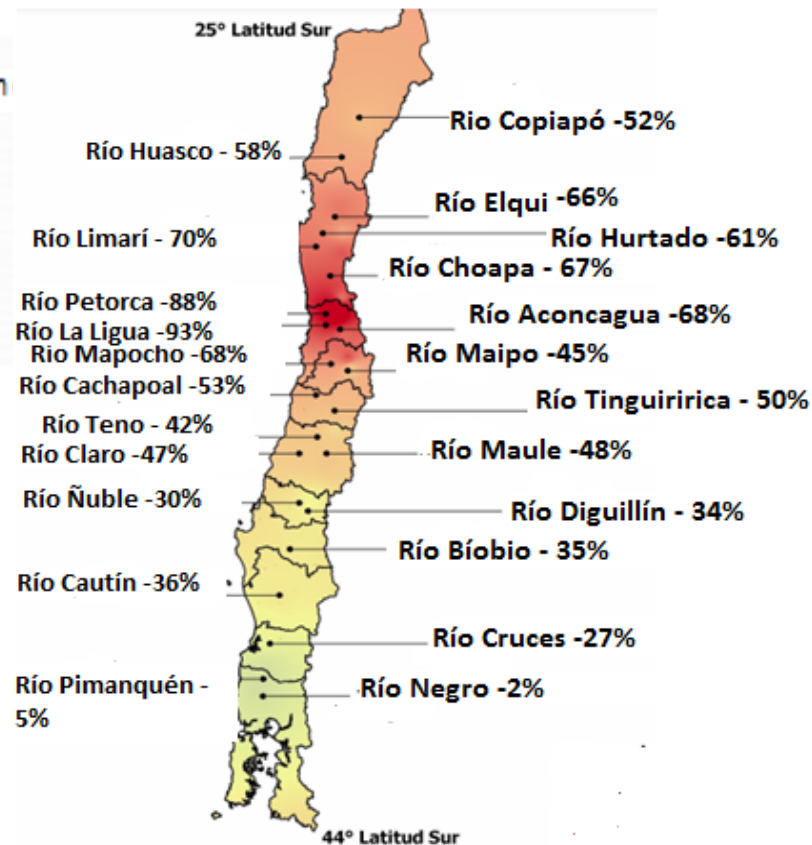 25° Latitud Sur
Rio Copiapó -52%
Río Huasco - 58%
Río Elqui -66%
Río Limarí - 70%
Río Hurtado -61%
Río Choapa - 67%
Río Petorca -88%
Río Aconcagua -68%
Río La Ligua -93%
Rio Mapocho -68%
Río Maipo -45%
Río Cachapoal -53%
Río Tinguiririca - 50%
Río Teno - 42%
Río Claro -47%
Río Maule -48%
Río Ñuble -30%
Río Diguillín - 34%
Río Bíobio - 35%
Río Cautín -36%
Río Cruces -27%
Río Pimanquén -
5%
Río Negro -2%
44° Latitud Sur